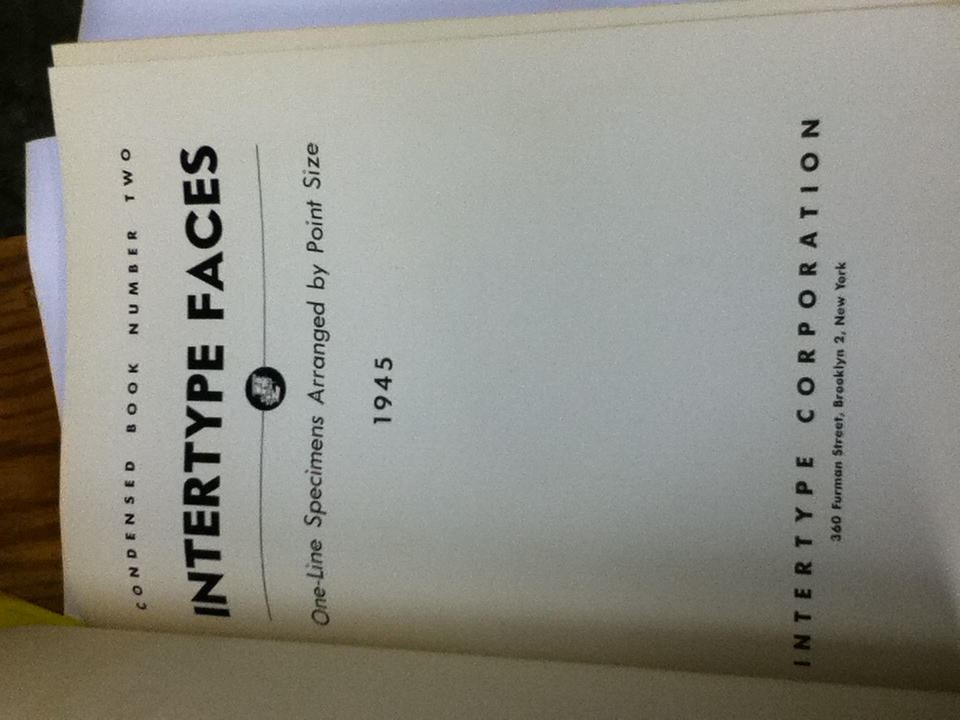 CONDENSED BOOK NUMBER TWO
INTERTYPE FACES
One-Line Specimens Arranged by Point Size
1945
INTERTYPE CORPORATION
360 Furman Street, Brooklyn 2, New York